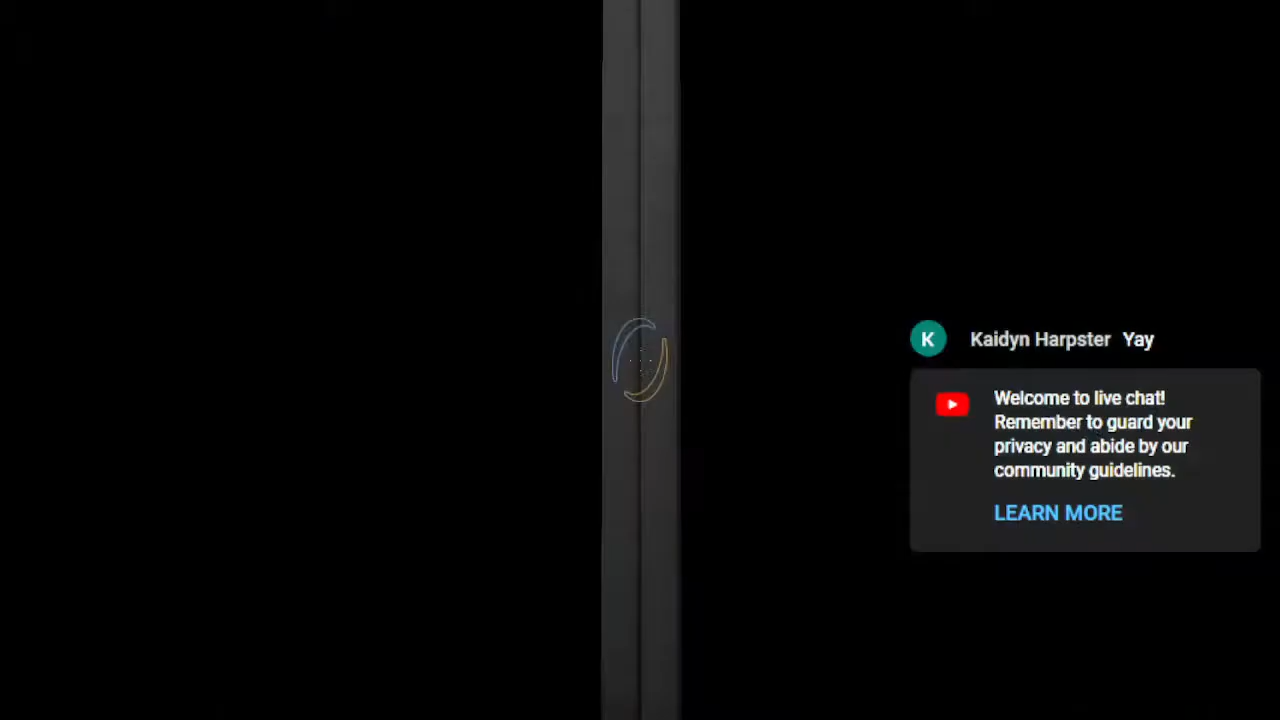 K Kaidyn Harpster Yay
Welcome to live chat!
Remember to guard your
privacy and abide by our
community guidelines.
LEARN MORE